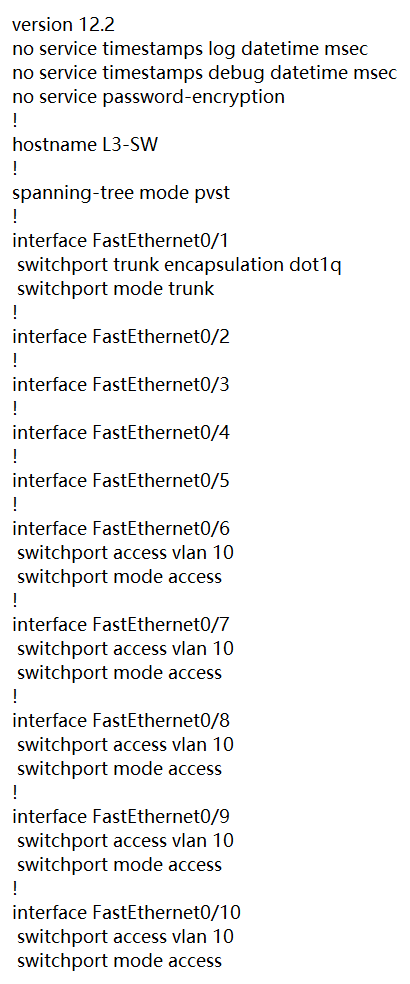 version 12.2
no service timestamps log datetime msec
no service timestamps debug datetime msec
no service password-encryption
!
hostname L3-SW
!
spanning-tree mode pvst
!
interface FastEthernet0/1
 switchport trunk encapsulation dot1q
 switchport mode trunk
!
interface FastEthernet0/2
!
interface FastEthernet0/3
!
interface FastEthernet0/4
!
interface FastEthernet0/5
!
interface FastEthernet0/6
 switchport access vlan 10
 switchport mode access
!
interface FastEthernet0/7
 switchport access vlan 10
 switchport mode access
!
interface FastEthernet0/8
 switchport access vlan 10
 switchport mode access
!
interface FastEthernet0/9
 switchport access vlan 10
 switchport mode access
!
interface FastEthernet0/10
 switchport access vlan 10
 switchport mode access